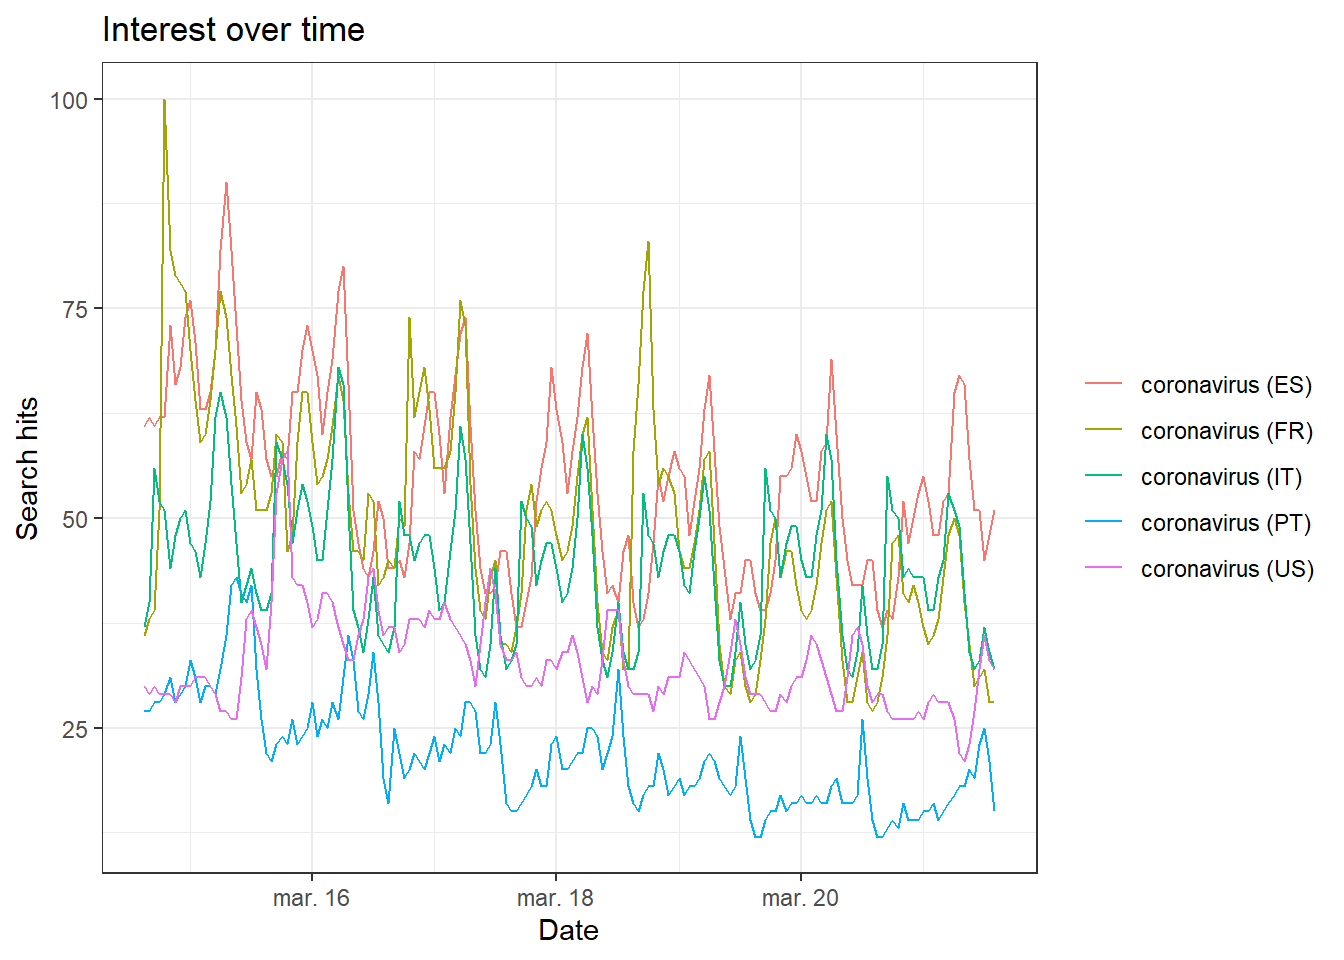 Interest over time
100
75
50
25
Search hits
mar. 16
mar. 18
mar. 20
Date
coronavirus (ES)
coronavirus (FR)
coronavirus (IT)
coronavirus (PT)
coronavirus (US)